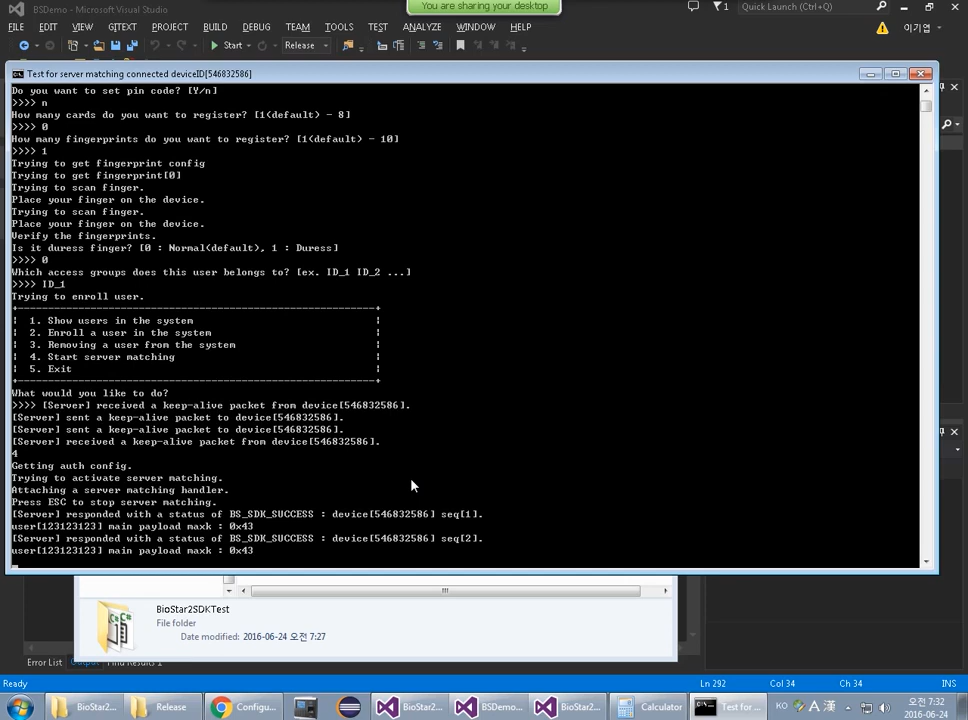 You are sharing your desktop
BSDemo - Microsoft Visual Studio
1
Quick Launch (Ctrl+Q)
FILE EDIT VIEW GITEXT PROJECT BUILD DEBUG TEAM TOOLS TEST ANALYZE WINDOW HELP
이기엽
Start Release
Test for server matching connected deviceID[546832586]
Do you want to set pin code? [Y/n]
>>>> n
How many cards do you want to register? [1(default) - 8]
>>>> 0
How many fingerprints do you want to register? [1(default) - 10]
>>>> 1
Trying to get fingerprint config
Trying to get fingerprint[0]
Trying to scan finger.
Place your finger on the device.
Trying to scan finger.
Place your finger on the device.
Verify the fingerprints.
Is it duress finger? [0 : Normal(default), 1 : Duress]
>>>> 0
Which access groups does this user belongs to? [ex. ID_1 ID_2 ...]
>>>> ID_1
Trying to enroll user.
+-----------------------------------------------------------+
¦ 1. Show users in the system ¦
¦ 2. Enroll a user in the system ¦
¦ 3. Removing a user from the system ¦
¦ 4. Start server matching ¦
¦ 5. Exit ¦
+-----------------------------------------------------------+
What would you like to do?
>>>> [Server] received a keep-alive packet from device[546832586].
[Server] sent a keep-alive packet to device[546832586].
[Server] sent a keep-alive packet to device[546832586].
[Server] received a keep-alive packet from device[546832586].
4
Getting auth config.
Trying to activate server matching.
Attaching a server matching handler.
Press ESC to stop server matching.
[Server] responded with a status of BS_SDK_SUCCESS : device[546832586] seq[1].
user[123123123] main payload maxk : 0x43
[Server] responded with a status of BS_SDK_SUCCESS : device[546832586] seq[2].
user[123123123] main payload maxk : 0x43
BioStar2SDKTest
File folder
Date modified: 2016-06-24 오전 7:27
Error List Output Find Results 1
Ready Ln 292 Col 34 Ch 34 INS
BioStar2... Release Configu... BioStar2... BSDemo... BioStar2... Calculator Test for ... KO A 漢
오전 7:32
2016-06-24